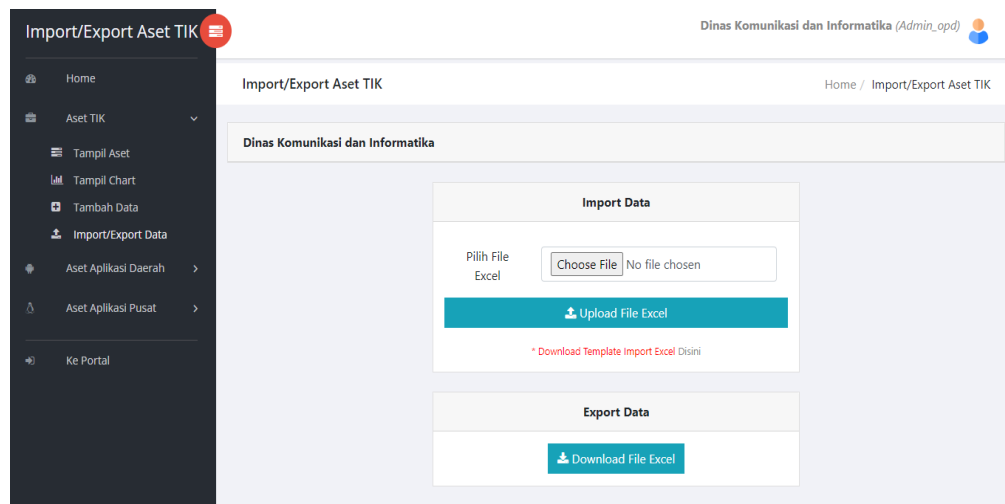 Import/Export Aset TIK
Dinas Komunikasi dan Informatika (Admin_opd)
Home
Aset TIK
Tampil Aset
Tampil Chart
Tambah Data
Import/Export Data
Aset Aplikasi Daerah
Aset Aplikasi Pusat
Ke Portal
Import/Export Aset TIK
Home / Import/Export Aset TIK
Dinas Komunikasi dan Informatika
Import Data
Pilih File
Excel
Choose File No file chosen
Upload File Excel
* Download Template Import Excel Disini
Export Data
Download File Excel